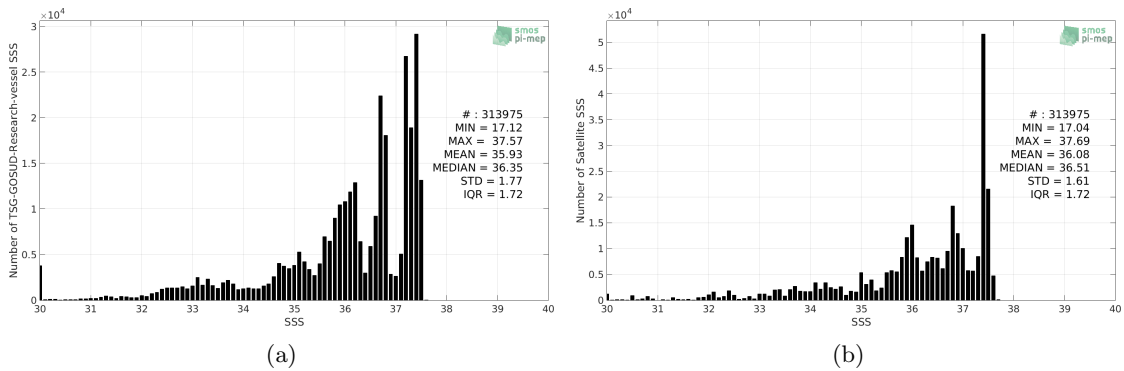 ×10⁴
3
2.5
2
1.5
1
0.5
0
30 31 32 33 34 35 36 37 38 39 40
SSS
Number of TSG-GOSUD-Research-vessel SSS
smos
pi-mep
# : 313975
MIN = 17.12
MAX = 37.57
MEAN = 35.93
MEDIAN = 36.35
STD = 1.77
IQR = 1.72
(a)
×10⁴
5
4.5
4
3.5
3
2.5
2
1.5
1
0.5
0
30 31 32 33 34 35 36 37 38 39 40
SSS
Number of Satellite SSS
smos
pi-mep
# : 313975
MIN = 17.04
MAX = 37.69
MEAN = 36.08
MEDIAN = 36.51
STD = 1.61
IQR = 1.72
(b)